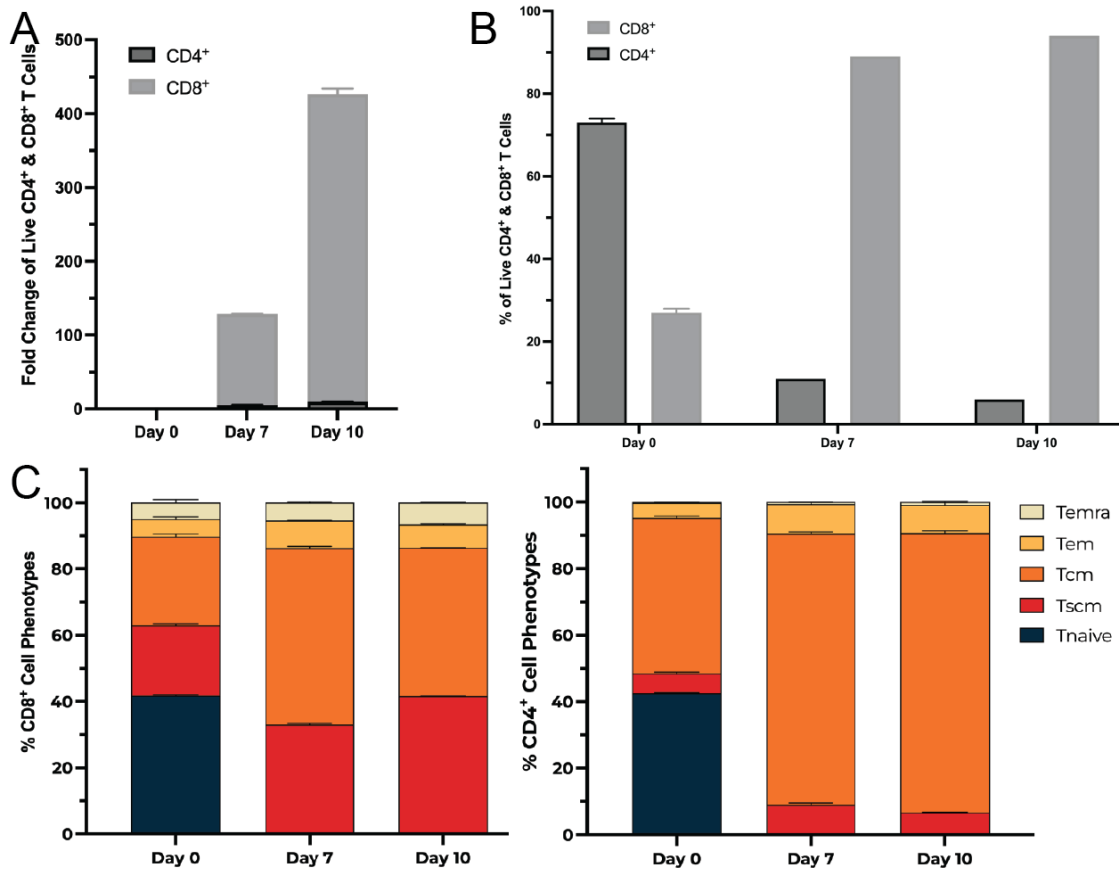 A
Fold Change of Live CD4⁺ & CD8⁺ T Cells
500
400
300
200
100
0
CD4⁺
CD8⁺
Day 0
Day 7
Day 10
B
% of Live CD4⁺ & CD8⁺ T Cells
100
80
60
40
20
0
CD8⁺
CD4⁺
Day 0
Day 7
Day 10
C
% CD8⁺ Cell Phenotypes
100
80
60
40
20
0
Day 0
Day 7
Day 10
% CD4⁺ Cell Phenotypes
100
80
60
40
20
0
Day 0
Day 7
Day 10
Temra
Tem
Tcm
Tscm
Tnaive